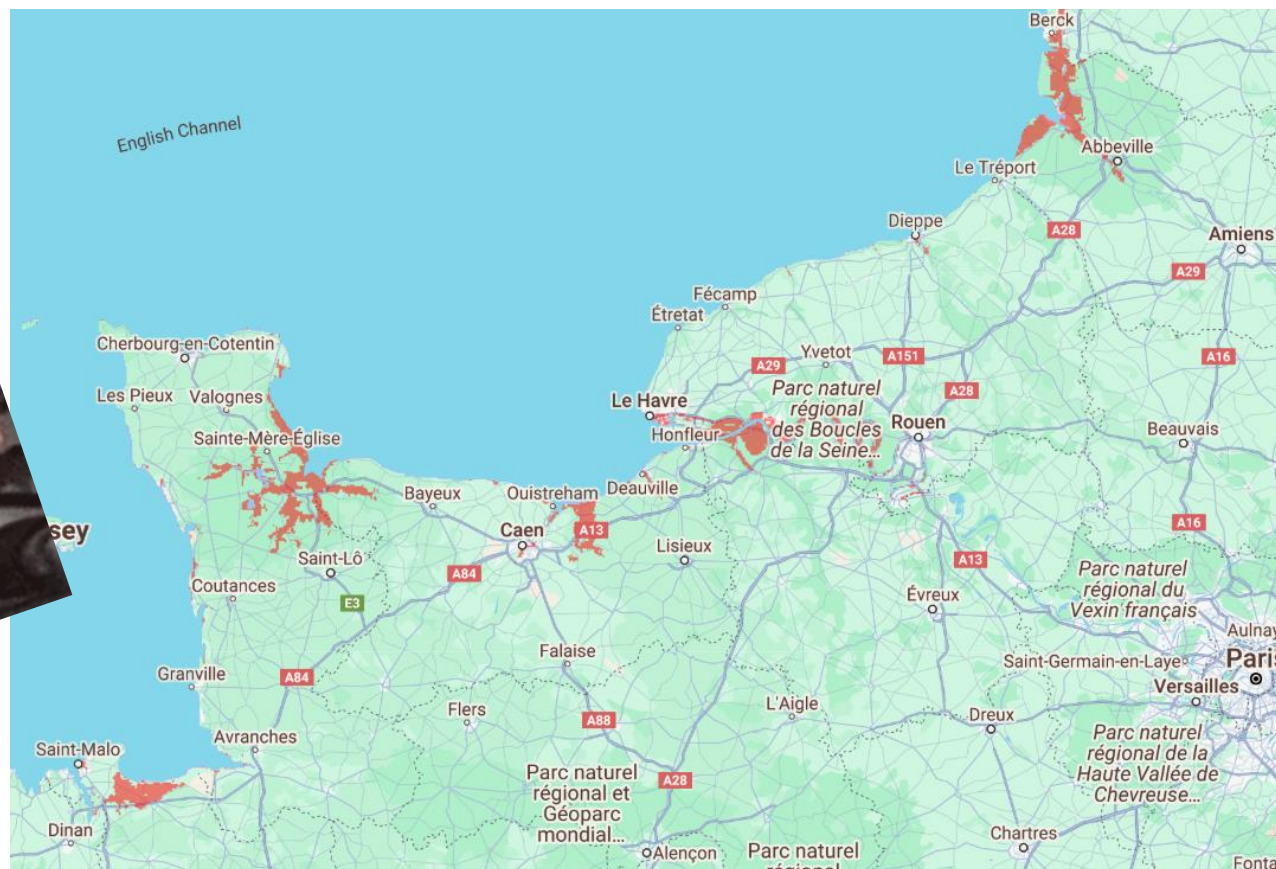 Berck
English Channel
Abbeville
Le Tréport
Dieppe
A28
Amiens
A29
Fécamp
Étretat
Cherbourg-en-Cotentin
Yvetot
A151
A16
A29
Les Pieux
Valognes
A28
Le Havre
Parc naturel
régional
des Boucles
de la Seine...
Rouen
Sainte-Mère-Église
Honfleur
Beauvais
Deauville
Bayeux
Ouistreham
A16
sey
Caen
A13
Lisieux
Saint-Lô
A84
A13
Parc naturel
régional du
Vexin français
Coutances
E3
Évreux
Aulnay
Falaise
Saint-Germain-en-Laye
Paris
Granville
A84
Versailles
Flers
A88
L'Aigle
Dreux
Saint-Malo
Avranches
Parc naturel
régional de la
Haute Vallée de
Chevreuse...
Parc naturel
régional et
Géoparc
mondial...
A28
Dinan
Chartres
Alençon
Parc naturel
régional
Fonta